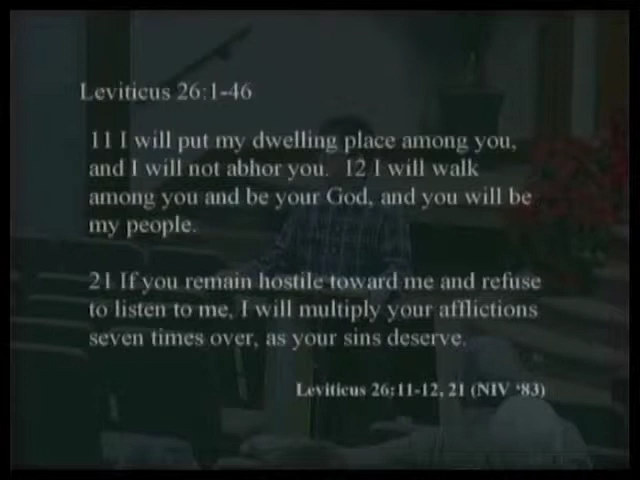 Leviticus 26:1-46
11 I will put my dwelling place among you,
and I will not abhor you.  12 I will walk
among you and be your God, and you will be
my people.
21 If you remain hostile toward me and refuse
to listen to me, I will multiply your afflictions
seven times over, as your sins deserve.
Leviticus 26:11-12, 21 (NIV ‘83)